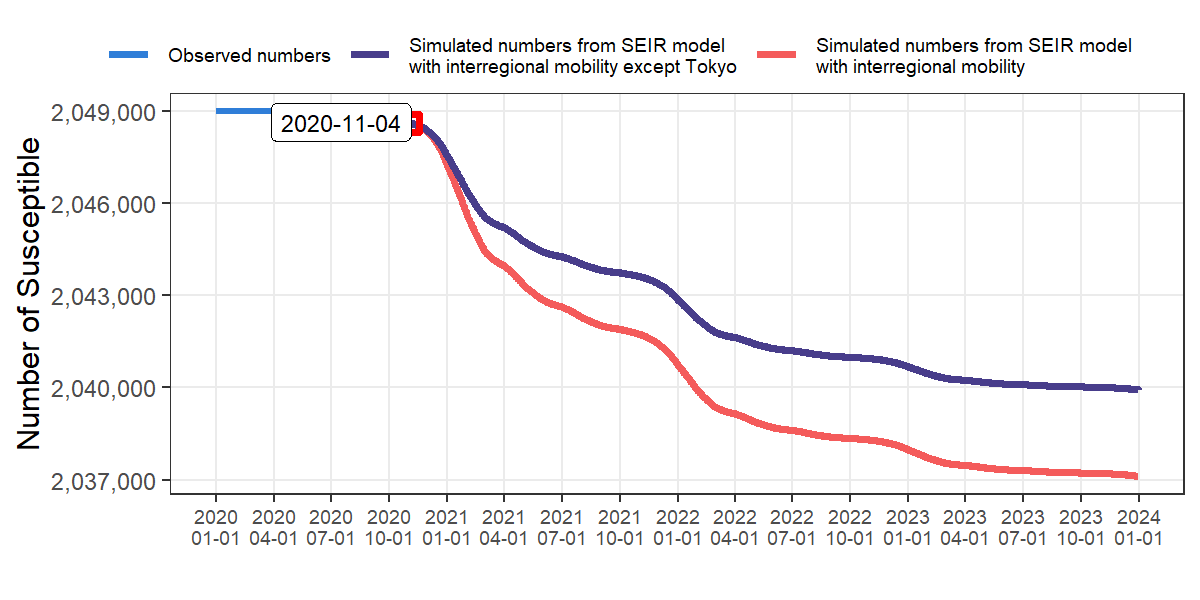 Observed numbers
Simulated numbers from SEIR model
with interregional mobility except Tokyo
Simulated numbers from SEIR model
with interregional mobility
Number of Susceptible
2,049,000
2,046,000
2,043,000
2,040,000
2,037,000
2020-11-04
2020 2020 2020 2020 2021 2021 2021 2021 2022 2022 2022 2022 2023 2023 2023 2023 2024
01-01 04-01 07-01 10-01 01-01 04-01 07-01 10-01 01-01 04-01 07-01 10-01 01-01 04-01 07-01 10-01 01-01